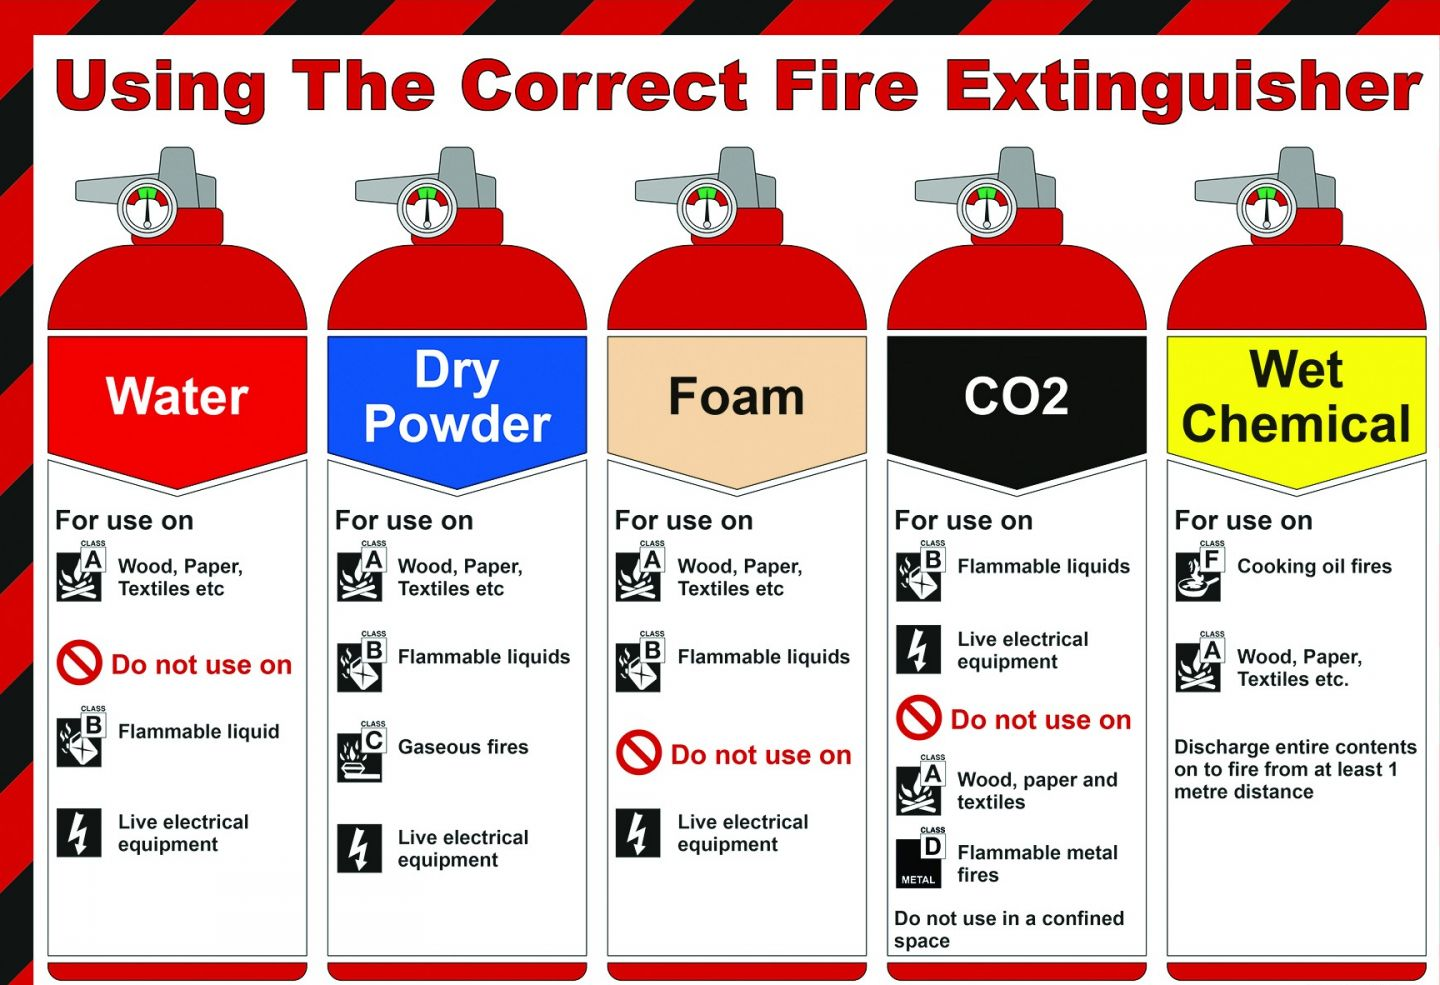 Using The Correct Fire Extinguisher
Water
For use on
CLASS
A
Wood, Paper,
Textiles etc
Do not use on
CLASS
B
Flammable liquid
Live electrical
equipment
Dry
Powder
For use on
CLASS
A
Wood, Paper,
Textiles etc
CLASS
B
Flammable liquids
CLASS
C
Gaseous fires
Live electrical
equipment
Foam
For use on
CLASS
A
Wood, Paper,
Textiles etc
CLASS
B
Flammable liquids
Do not use on
Live electrical
equipment
CO2
For use on
CLASS
B
Flammable liquids
Live electrical
equipment
Do not use on
CLASS
A
Wood, paper and
textiles
CLASS
D
METAL
Flammable metal
fires
Do not use in a confined
space
Wet
Chemical
For use on
CLASS
F
Cooking oil fires
CLASS
A
Wood, Paper,
Textiles etc.
Discharge entire contents
on to fire from at least 1
metre distance